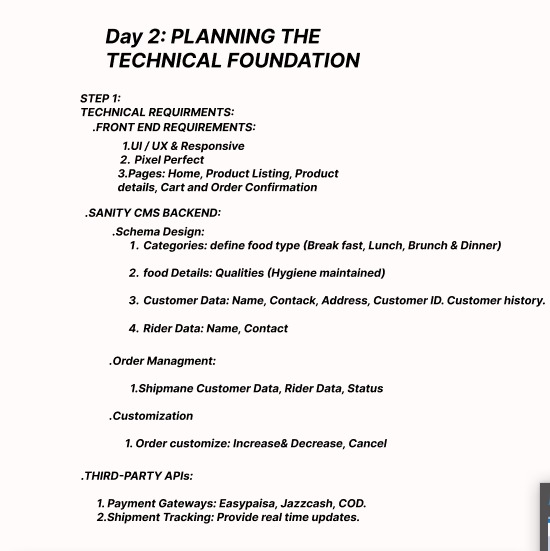 Day 2: PLANNING THE
TECHNICAL FOUNDATION
STEP 1:
TECHNICAL REQUIRMENTS:
.FRONT END REQUIREMENTS:
1.UI / UX & Responsive
2. Pixel Perfect
3.Pages: Home, Product Listing, Product
details, Cart and Order Confirmation
.SANITY CMS BACKEND:
.Schema Design:
1. Categories: define food type (Break fast, Lunch, Brunch & Dinner)
2. food Details: Qualities (Hygiene maintained)
3. Customer Data: Name, Contack, Address, Customer ID. Customer history.
4. Rider Data: Name, Contact
.Order Managment:
1.Shipmane Customer Data, Rider Data, Status
.Customization
1. Order customize: Increase& Decrease, Cancel
.THIRD-PARTY APIs:
1. Payment Gateways: Easypaisa, Jazzcash, COD.
2.Shipment Tracking: Provide real time updates.